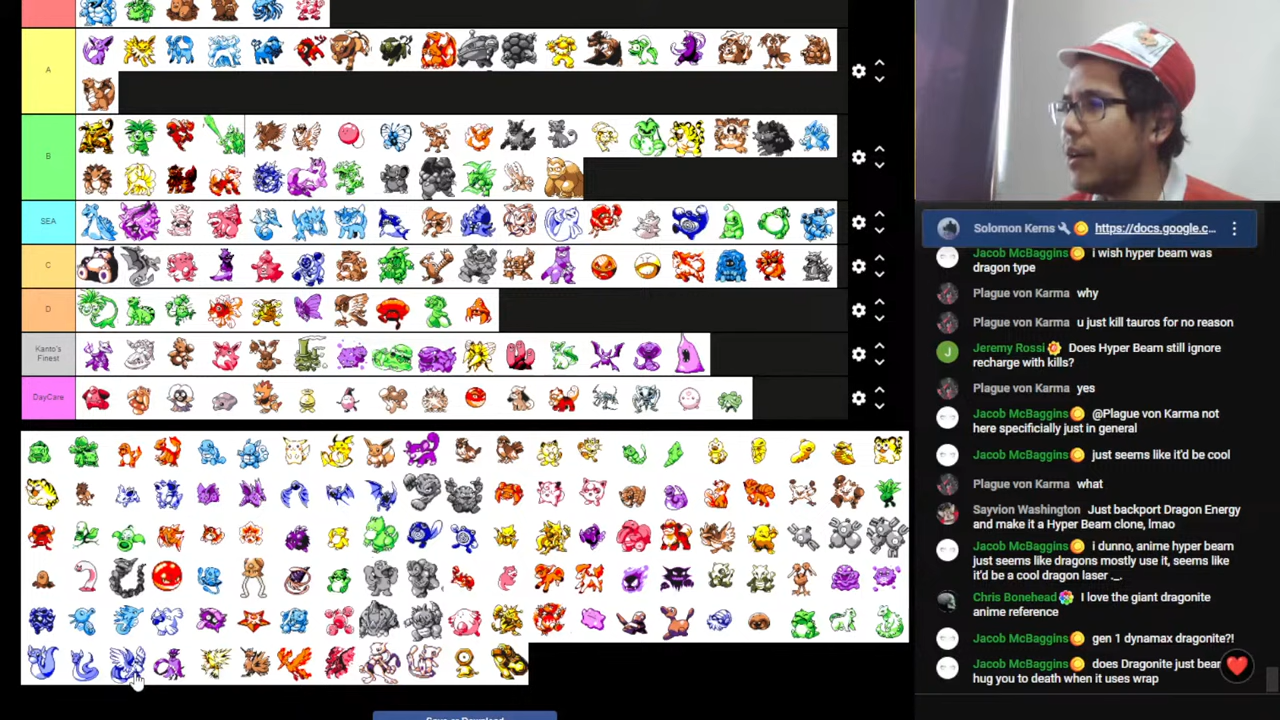 A
B
SEA
C
D
Kanto's
Finest
DayCare
Solomon Kerns https://docs.google.c...
Jacob McBaggins i wish hyper beam was
dragon type
Plague von Karma why
Plague von Karma u just kill tauros for no reason
Jeremy Rossi Does Hyper Beam still ignore
recharge with kills?
Plague von Karma yes
Jacob McBaggins @Plague von Karma not
here specifically just in general
Jacob McBaggins just seems like it'd be cool
Plague von Karma what
Sayvion Washington Just backport Dragon Energy
and make it a Hyper Beam clone, lmao
Jacob McBaggins i dunno, anime hyper beam
just seems like dragons mostly use it, seems like
it'd be a cool dragon laser ._.
Chris Bonehead I love the giant dragonite
anime reference
Jacob McBaggins gen 1 dynamax dragonite?!
Jacob McBaggins does Dragonite just bear
hug you to death when it uses wrap
Save or Download